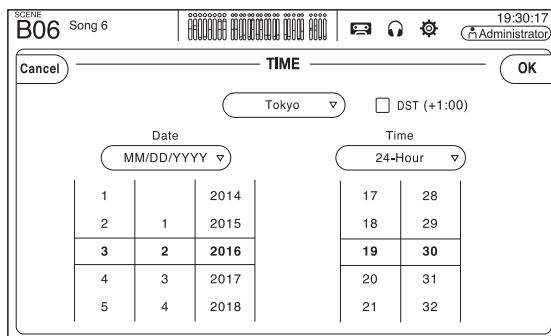 SCENE
B06 Song 6
19:30:17
Administrator
Cancel
TIME
OK
Tokyo
DST (+1:00)
Date
Time
MM/DD/YYYY
24-Hour
1 2014 17 28
2 1 2015 18 29
3 2 2016 19 30
4 3 2017 20 31
5 4 2018 21 32